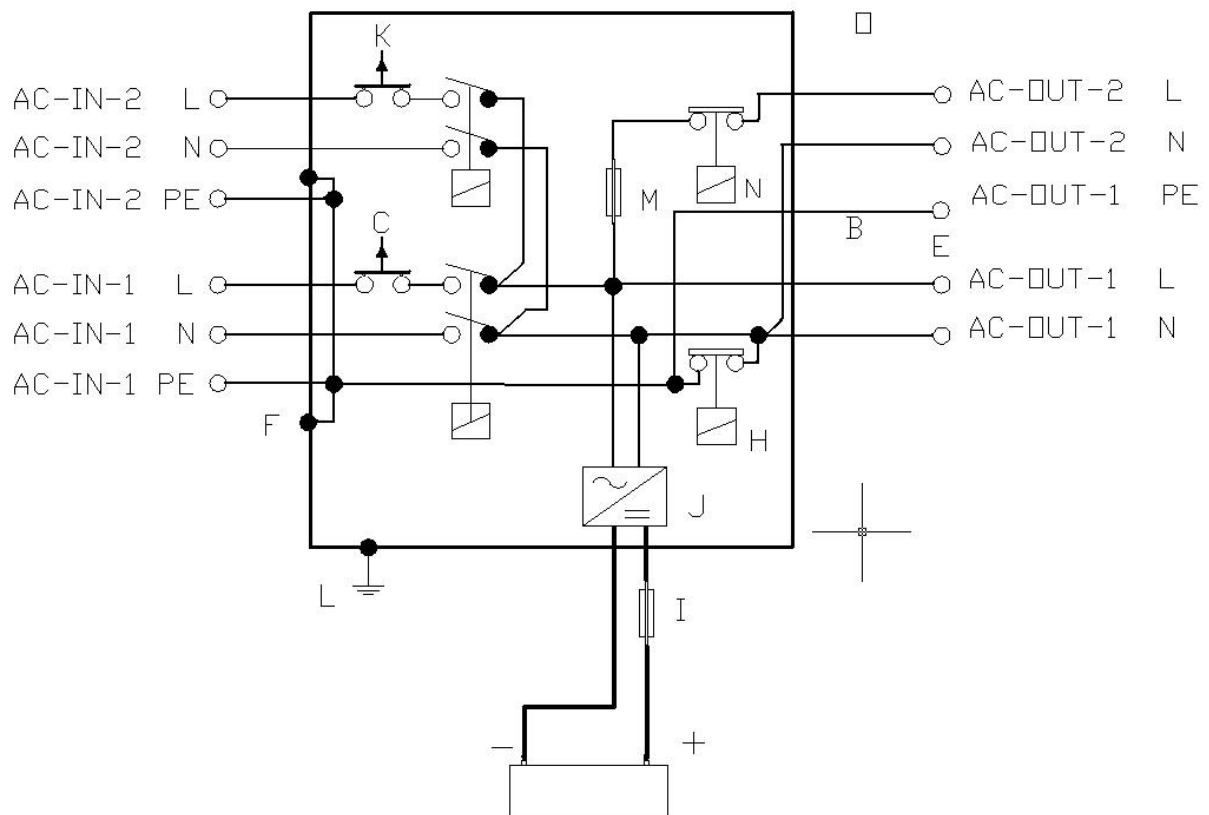 O
K
AC-IN-2 L
AC-OUT-2 L
AC-IN-2 N
AC-OUT-2 N
AC-IN-2 PE
M
N
AC-OUT-1 PE
C
B
E
AC-IN-1 L
AC-OUT-1 L
AC-IN-1 N
AC-OUT-1 N
AC-IN-1 PE
F
H
J
L
I
- +